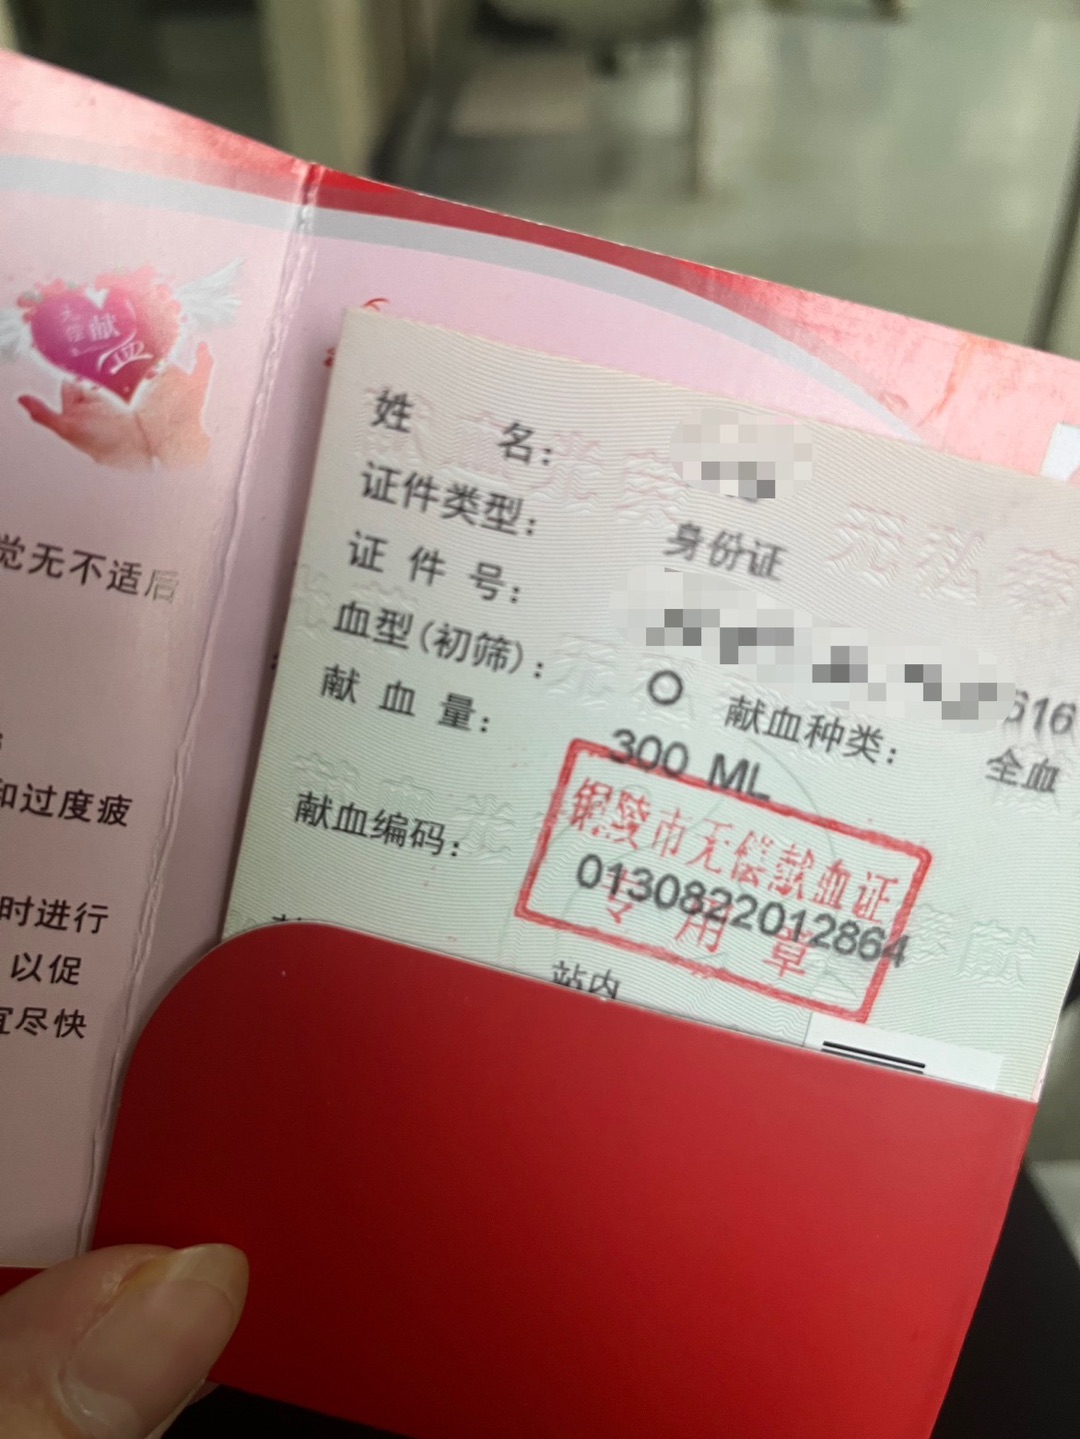 无偿献血
觉无不适后
和过度疲
时进行
以促
宜尽快
姓 名:
证件类型: 身份证
证 件 号: 616
血型(初筛): O 献血种类: 全血
献 血 量: 300 ML
铜陵市无偿献血证
专用章
献血编码: 0130822012864
站内